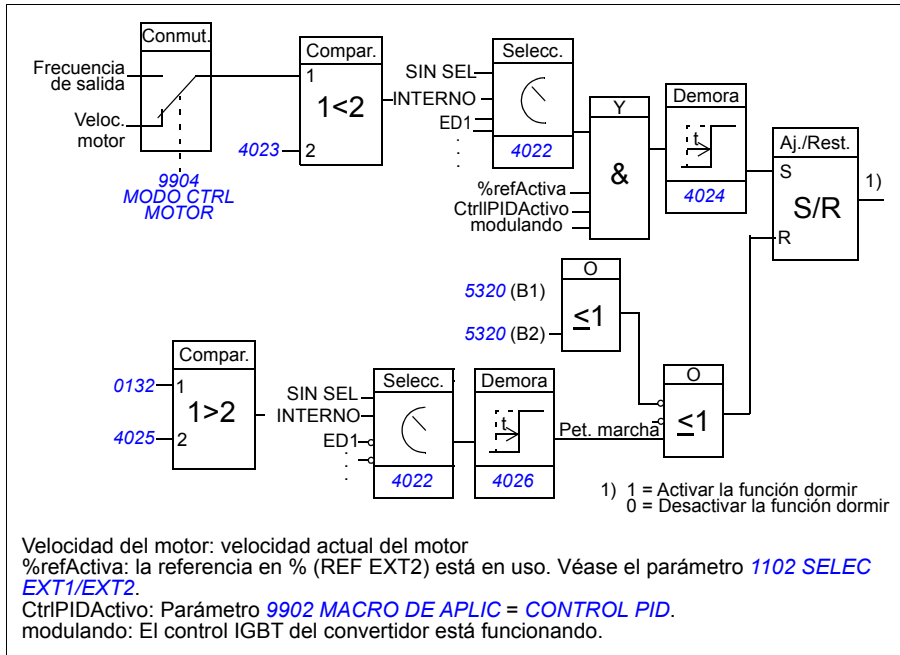 Conmut.
Frecuencia
de salida
Veloc.
motor
9904
MODO CTRL
MOTOR
Compar.
1
1<2
4023
2
Selecc.
SIN SEL
INTERNO
ED1
.
.
.
4022
%refActiva
CtrlIPIDActivo
modulando
Y
&
Demora
t
4024
Aj./Rest.
S
S/R
R
1)
O
5320 (B1)
≤1
5320 (B2)
Compar.
0132
1
1>2
4025
2
Selecc.
SIN SEL
INTERNO
ED1
.
.
.
4022
Demora
t
4026
Pet. marcha
O
≤1
1) 1 = Activar la función dormir
0 = Desactivar la función dormir
Velocidad del motor: velocidad actual del motor
%refActiva: la referencia en % (REF EXT2) está en uso. Véase el parámetro 1102 SELEC
EXT1/EXT2.
CtrlPIDActivo: Parámetro 9902 MACRO DE APLIC = CONTROL PID.
modulando: El control IGBT del convertidor está funcionando.